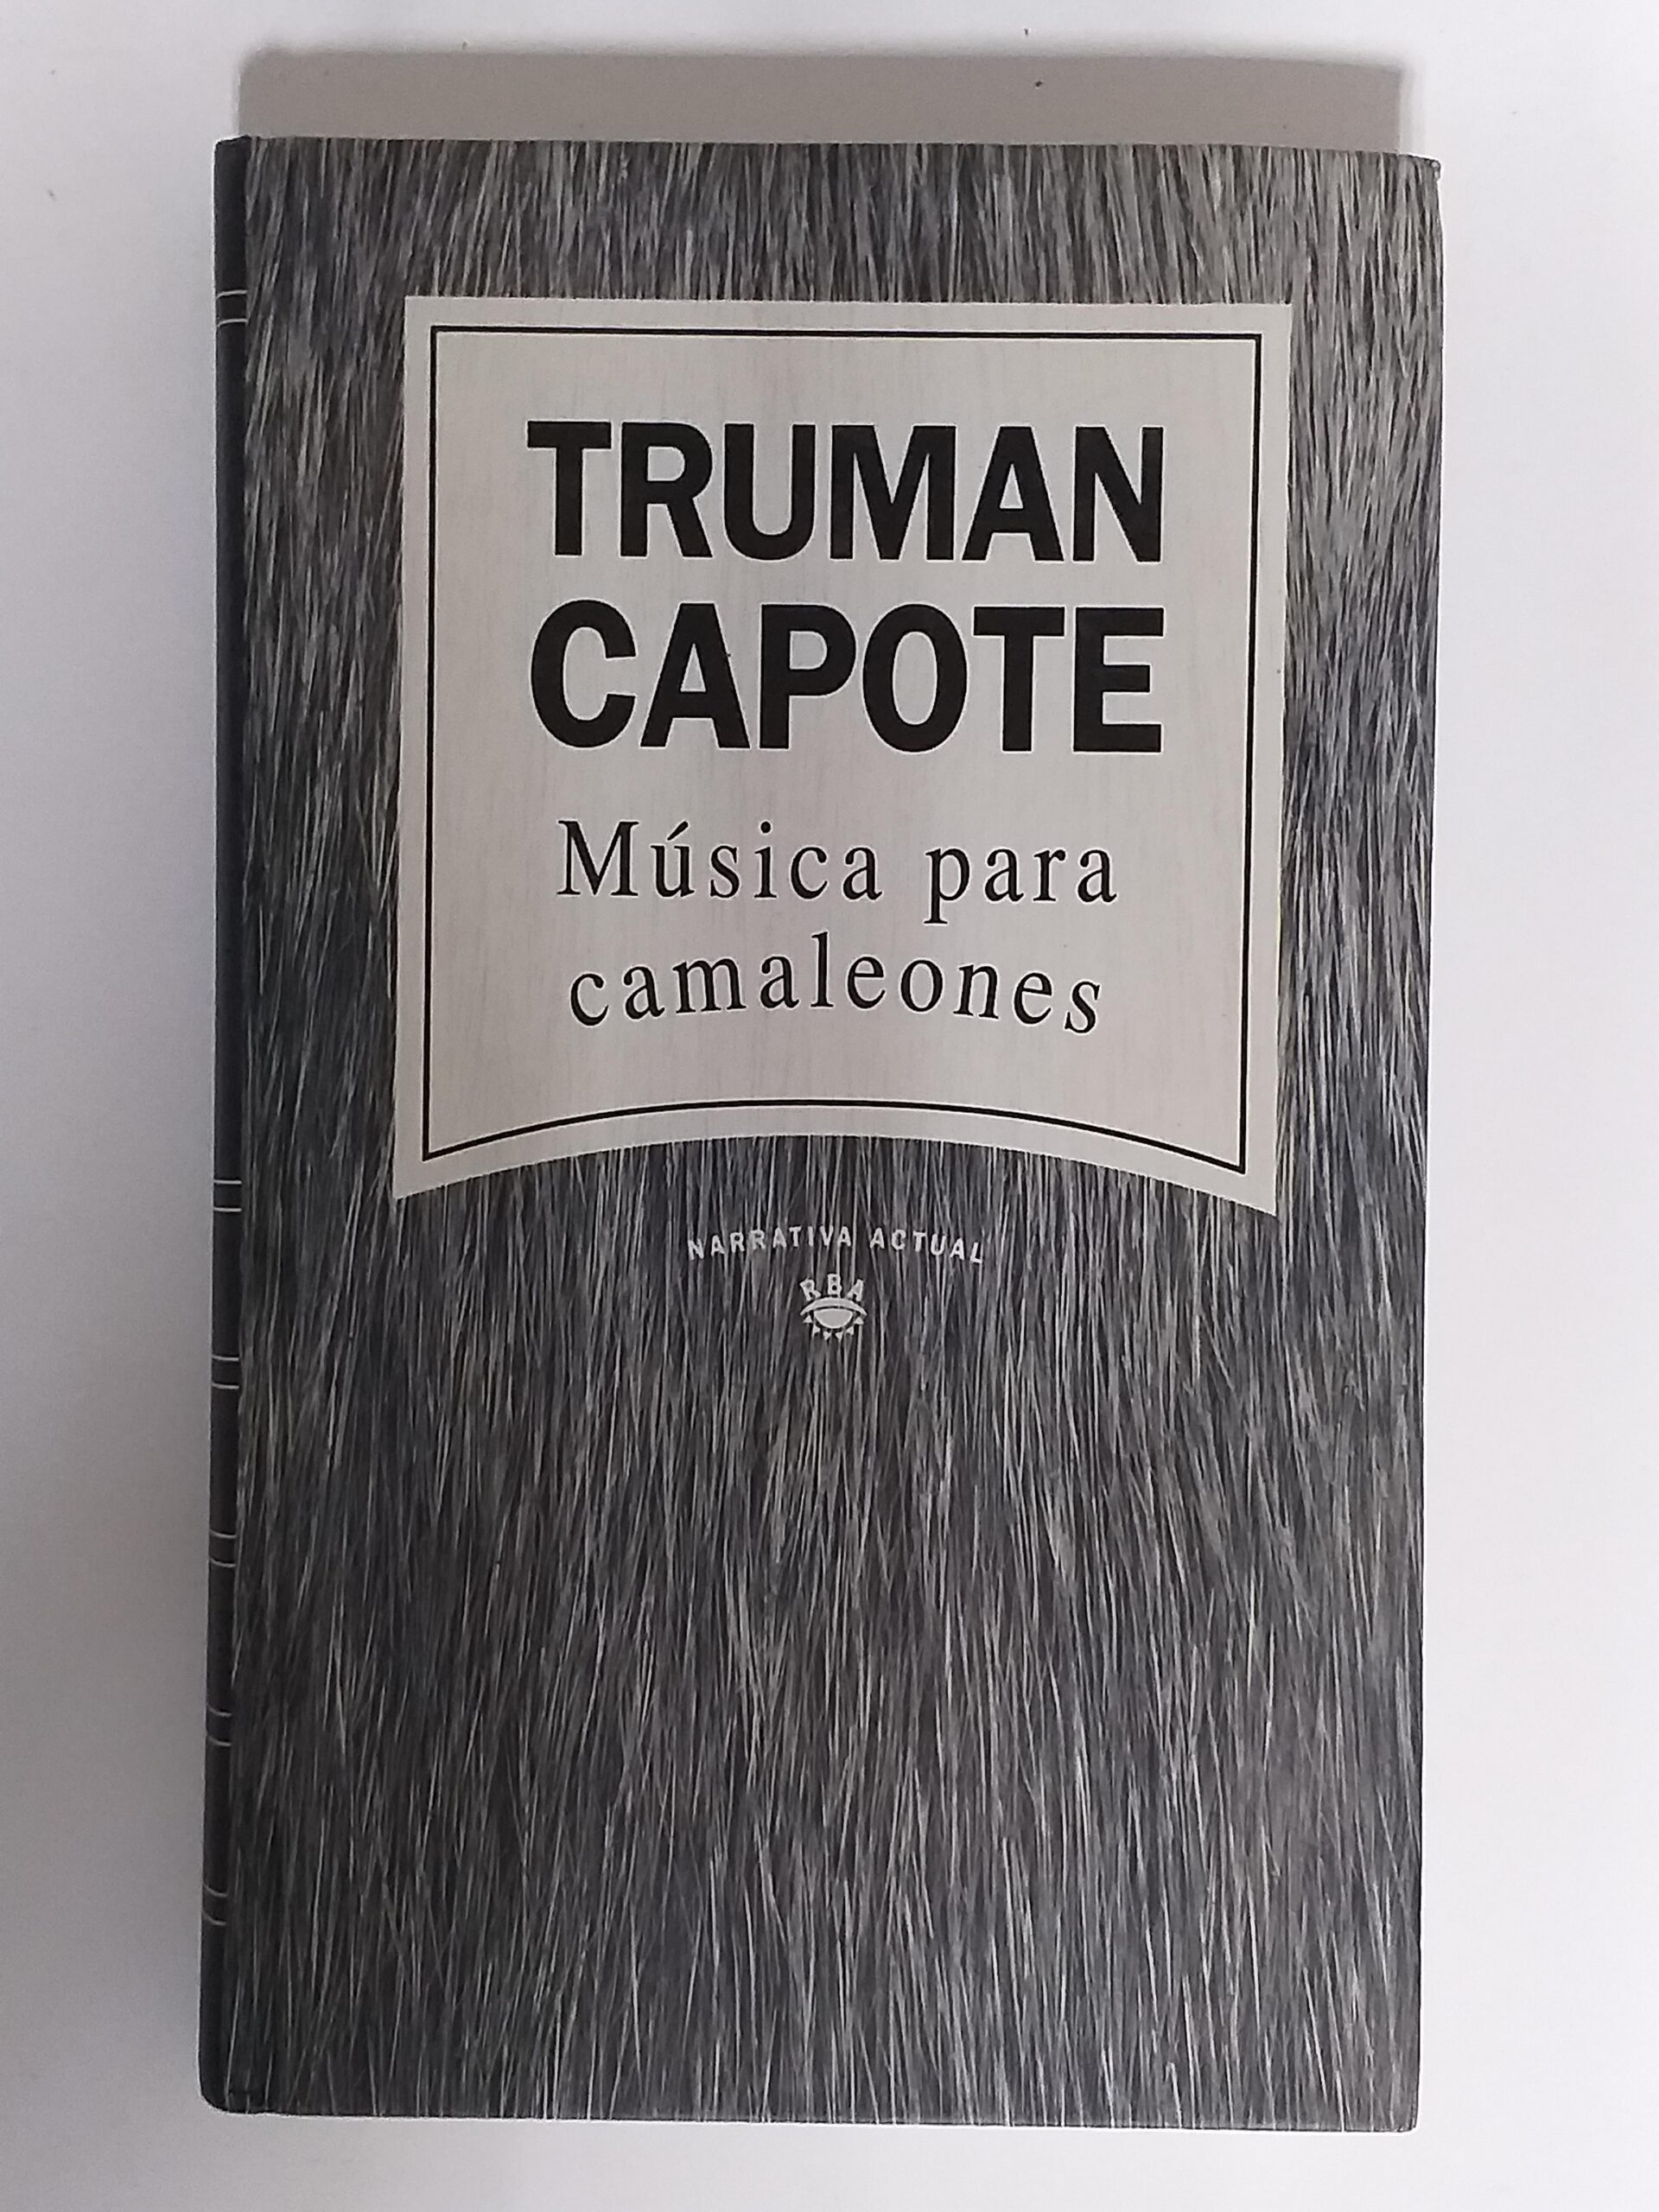 TRUMAN
CAPOTE
Música para
camaleones
NARRATIVA ACTUAL
RBA